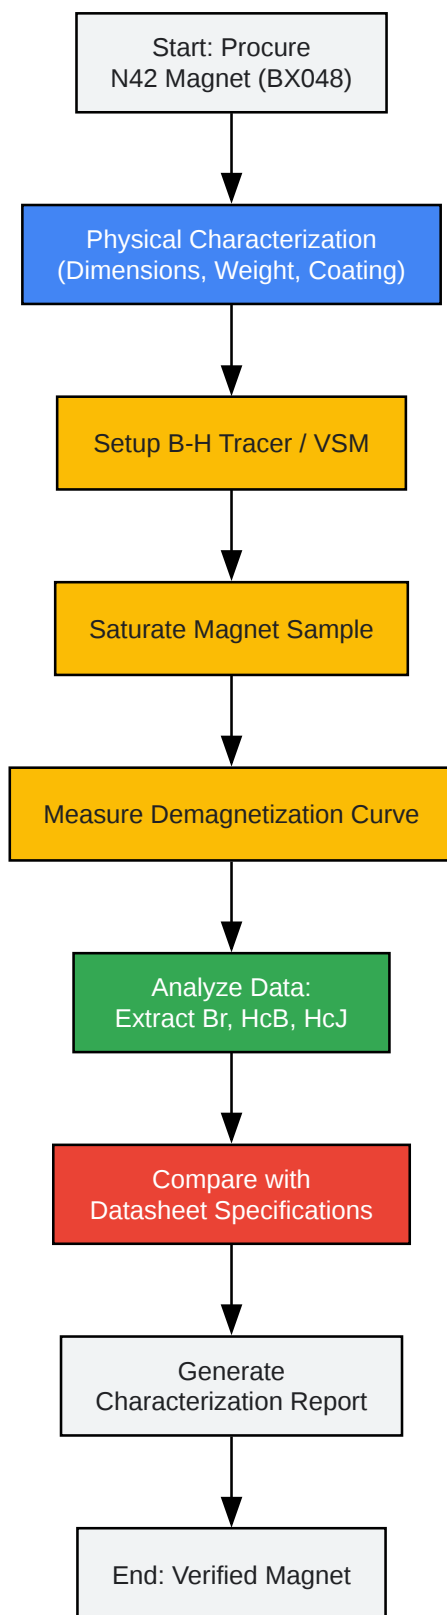 Start: Procure
N42 Magnet (BX048)
Physical Characterization
(Dimensions, Weight, Coating)
Setup B-H Tracer / VSM
Saturate Magnet Sample
Measure Demagnetization Curve
Analyze Data:
Extract Br, HcB, HcJ
Compare with
Datasheet Specifications
Generate
Characterization Report
End: Verified Magnet